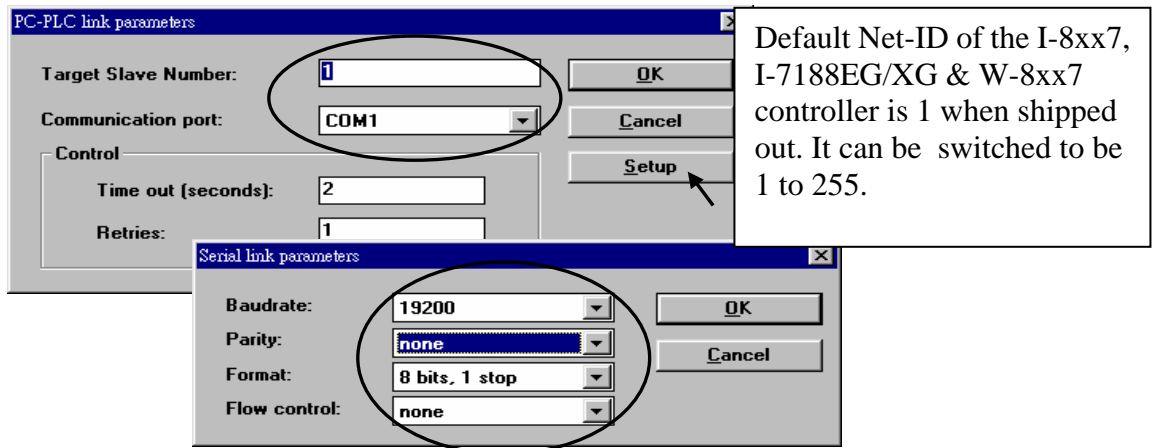 PC-PLC link parameters
Target Slave Number:
1
OK
Communication port:
COM1
Cancel
Control
Setup
Time out (seconds):
2
Retries:
1
Default Net-ID of the I-8xx7,
I-7188EG/XG & W-8xx7
controller is 1 when shipped
out. It can be  switched to be
1 to 255.
Serial link parameters
Baudrate:
19200
OK
Parity:
none
Cancel
Format:
8 bits, 1 stop
Flow control:
none